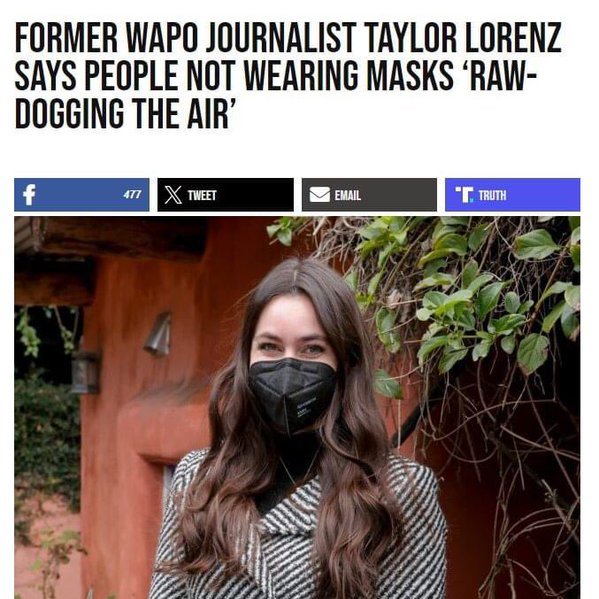 FORMER WAPO JOURNALIST TAYLOR LORENZ
SAYS PEOPLE NOT WEARING MASKS ‘RAW-
DOGGING THE AIR’
f 477
X TWEET
EMAIL
T. TRUTH